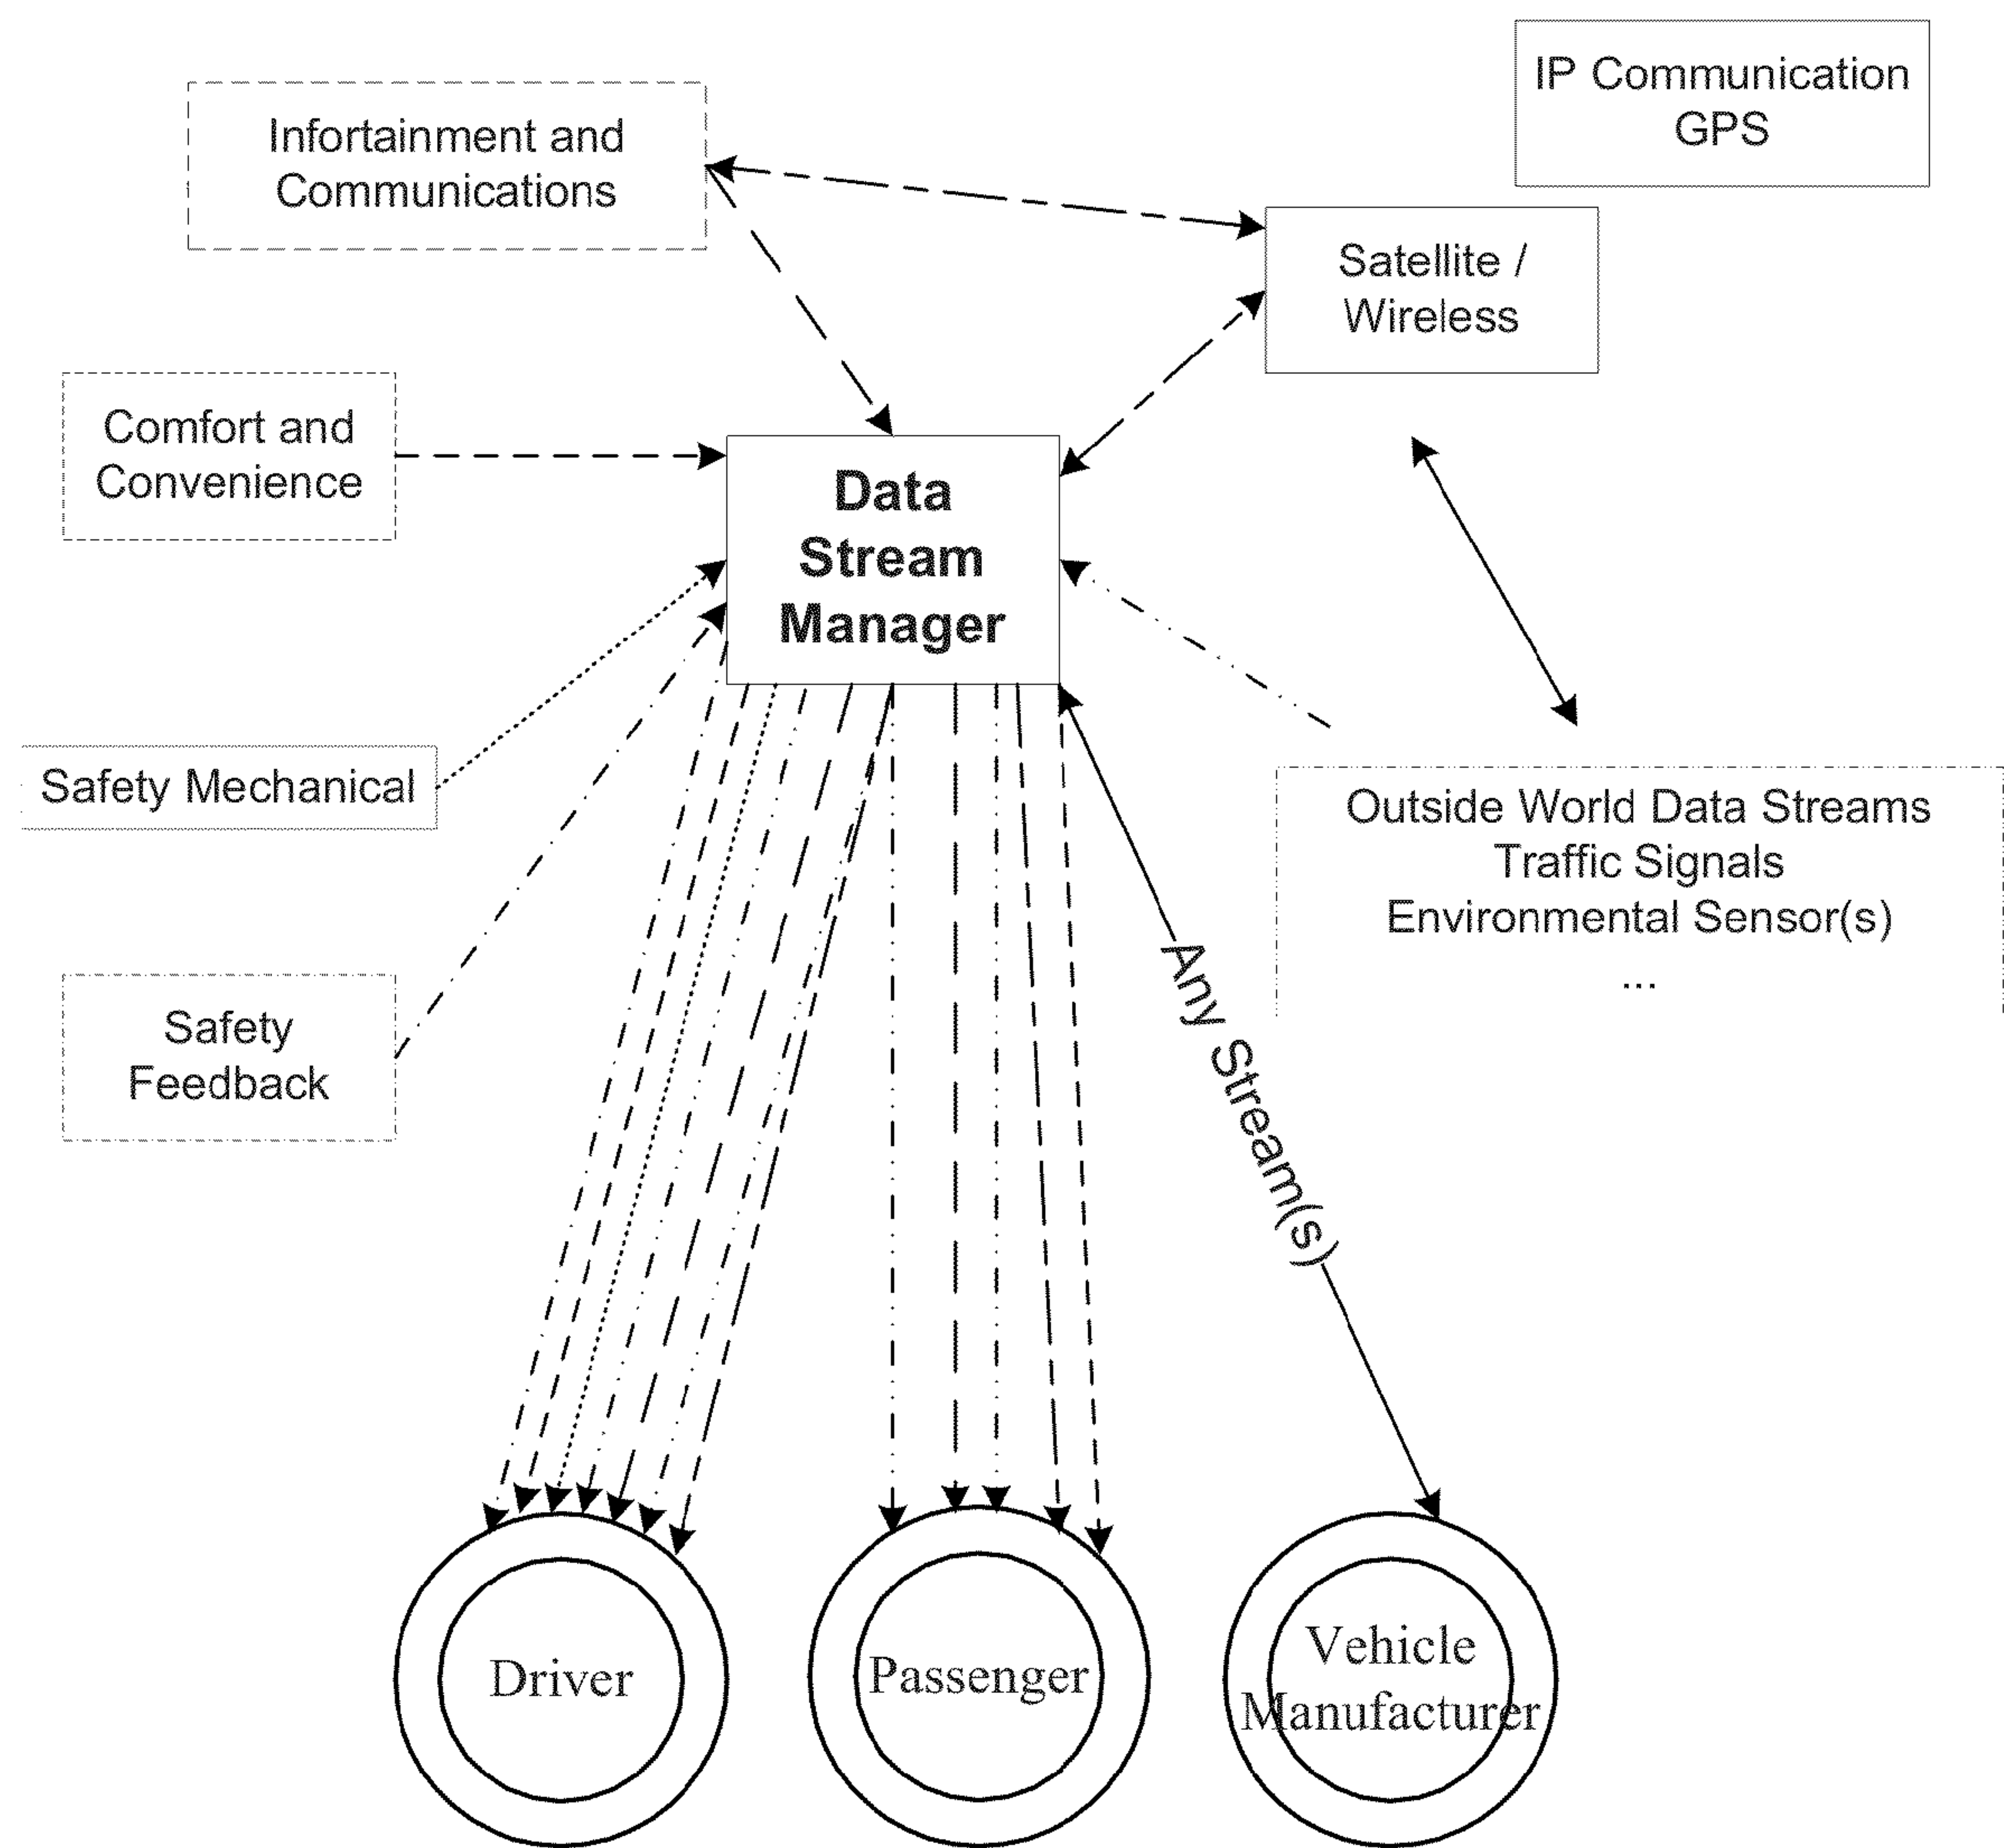 IP Communication
GPS
Infortainment and
Communications
Satellite /
Wireless
Comfort and
Convenience
Data
Stream
Manager
Safety Mechanical
Outside World Data Streams
Traffic Signals
Environmental Sensor(s)
...
Safety
Feedback
Any Stream(s)
Driver
Passenger
Vehicle
Manufacturer